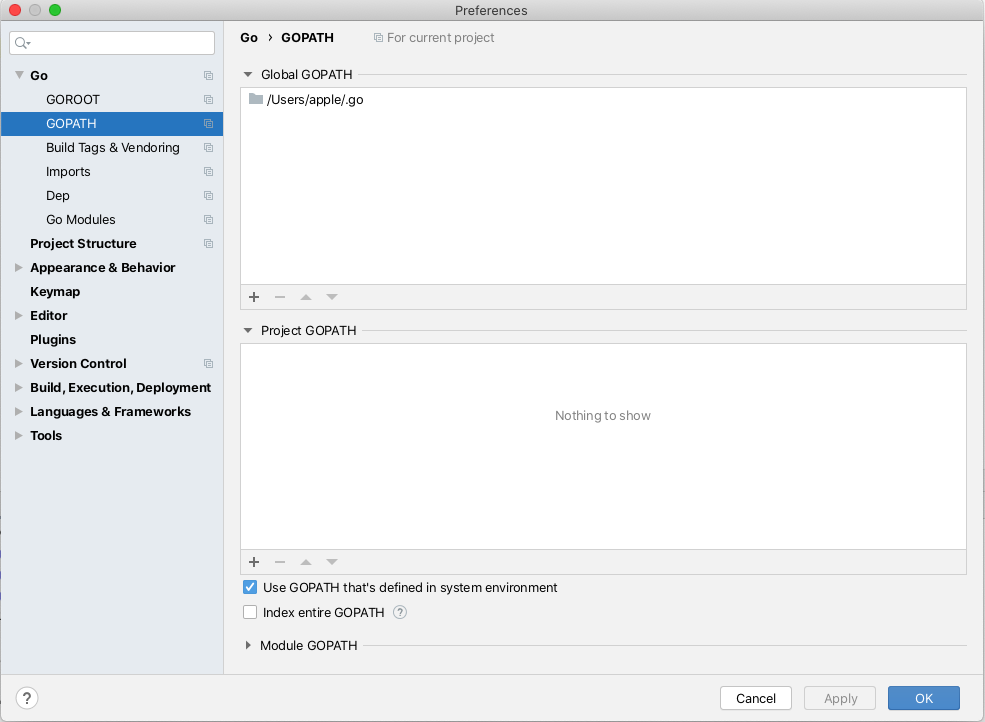 Preferences
Go › GOPATH For current project
Go
GOROOT
GOPATH
Build Tags & Vendoring
Imports
Dep
Go Modules
Project Structure
Appearance & Behavior
Keymap
Editor
Plugins
Version Control
Build, Execution, Deployment
Languages & Frameworks
Tools
Global GOPATH
/Users/apple/.go
Project GOPATH
Nothing to show
Use GOPATH that's defined in system environment
Index entire GOPATH ?
Module GOPATH
?
Cancel
Apply
OK